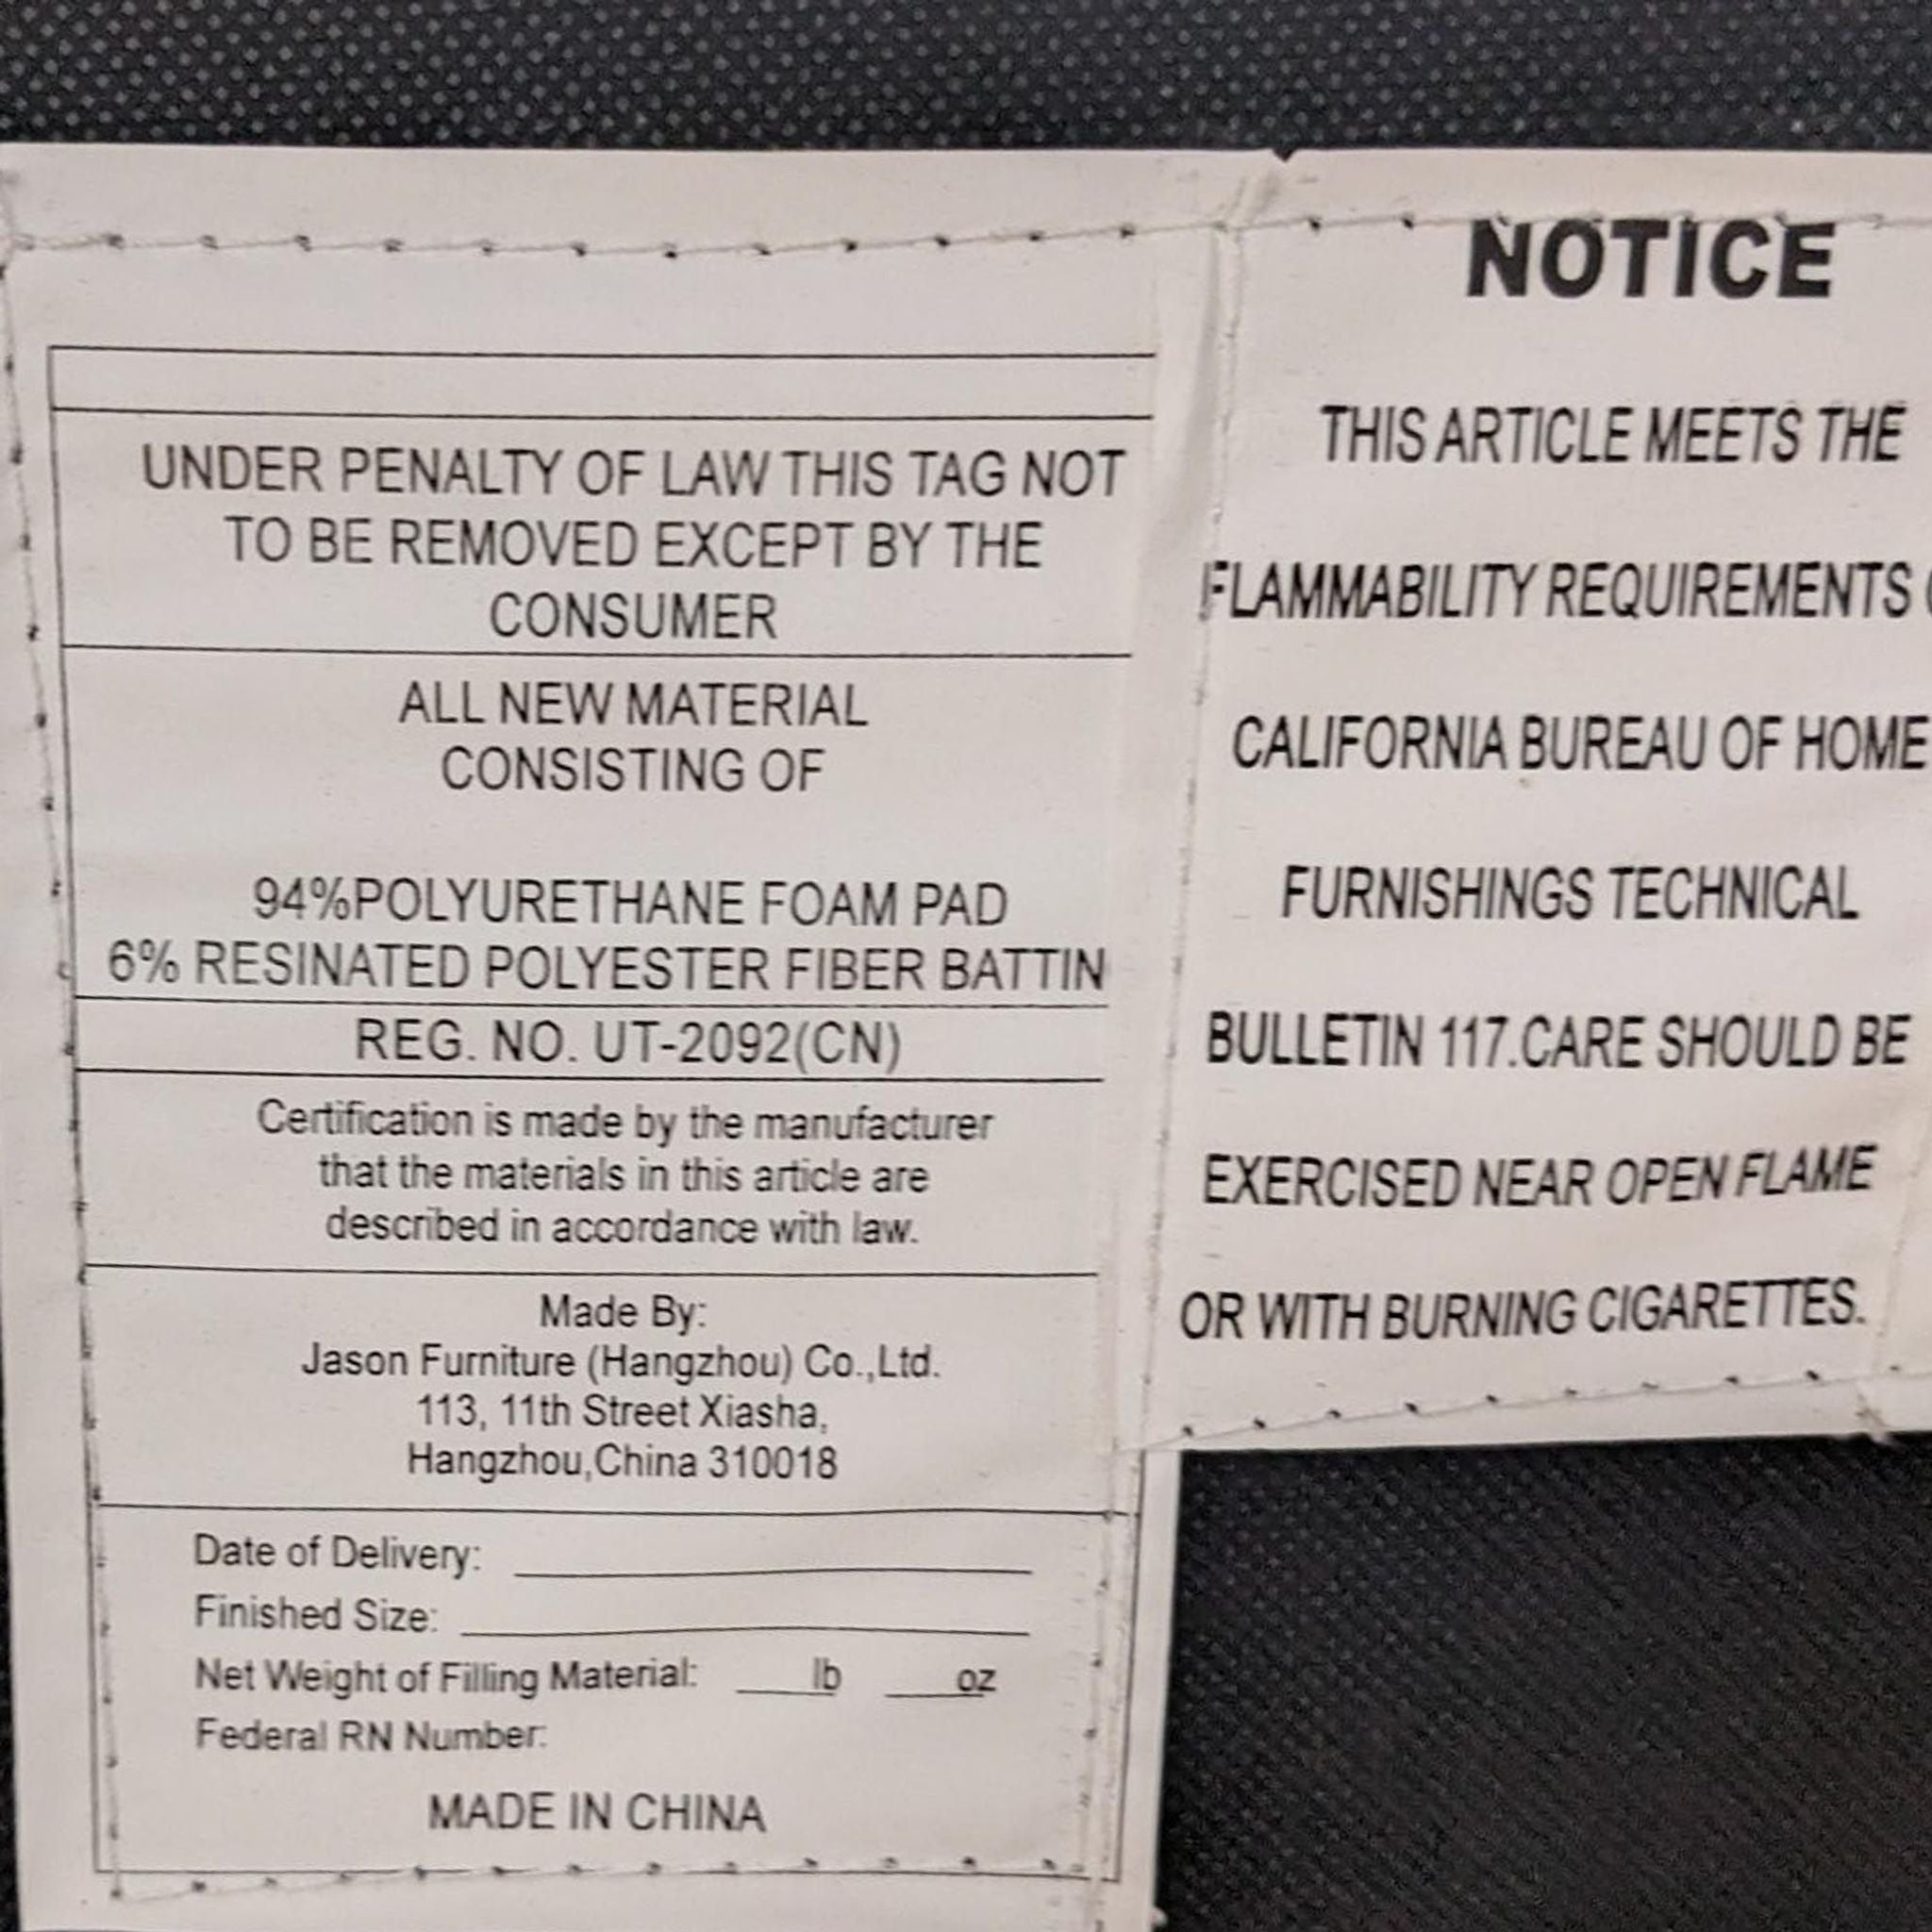 UNDER PENALTY OF LAW THIS TAG NOT
TO BE REMOVED EXCEPT BY THE
CONSUMER
ALL NEW MATERIAL
CONSISTING OF
94%POLYURETHANE FOAM PAD
6% RESINATED POLYESTER FIBER BATTIN
REG. NO. UT-2092(CN)
Certification is made by the manufacturer
that the materials in this article are
described in accordance with law.
Made By:
Jason Furniture (Hangzhou) Co.,Ltd.
113, 11th Street Xiasha,
Hangzhou,China 310018
Date of Delivery:
Finished Size:
Net Weight of Filling Material: lb oz
Federal RN Number:
MADE IN CHINA
NOTICE
THIS ARTICLE MEETS THE
FLAMMABILITY REQUIREMENTS
CALIFORNIA BUREAU OF HOME
FURNISHINGS TECHNICAL
BULLETIN 117.CARE SHOULD BE
EXERCISED NEAR OPEN FLAME
OR WITH BURNING CIGARETTES.